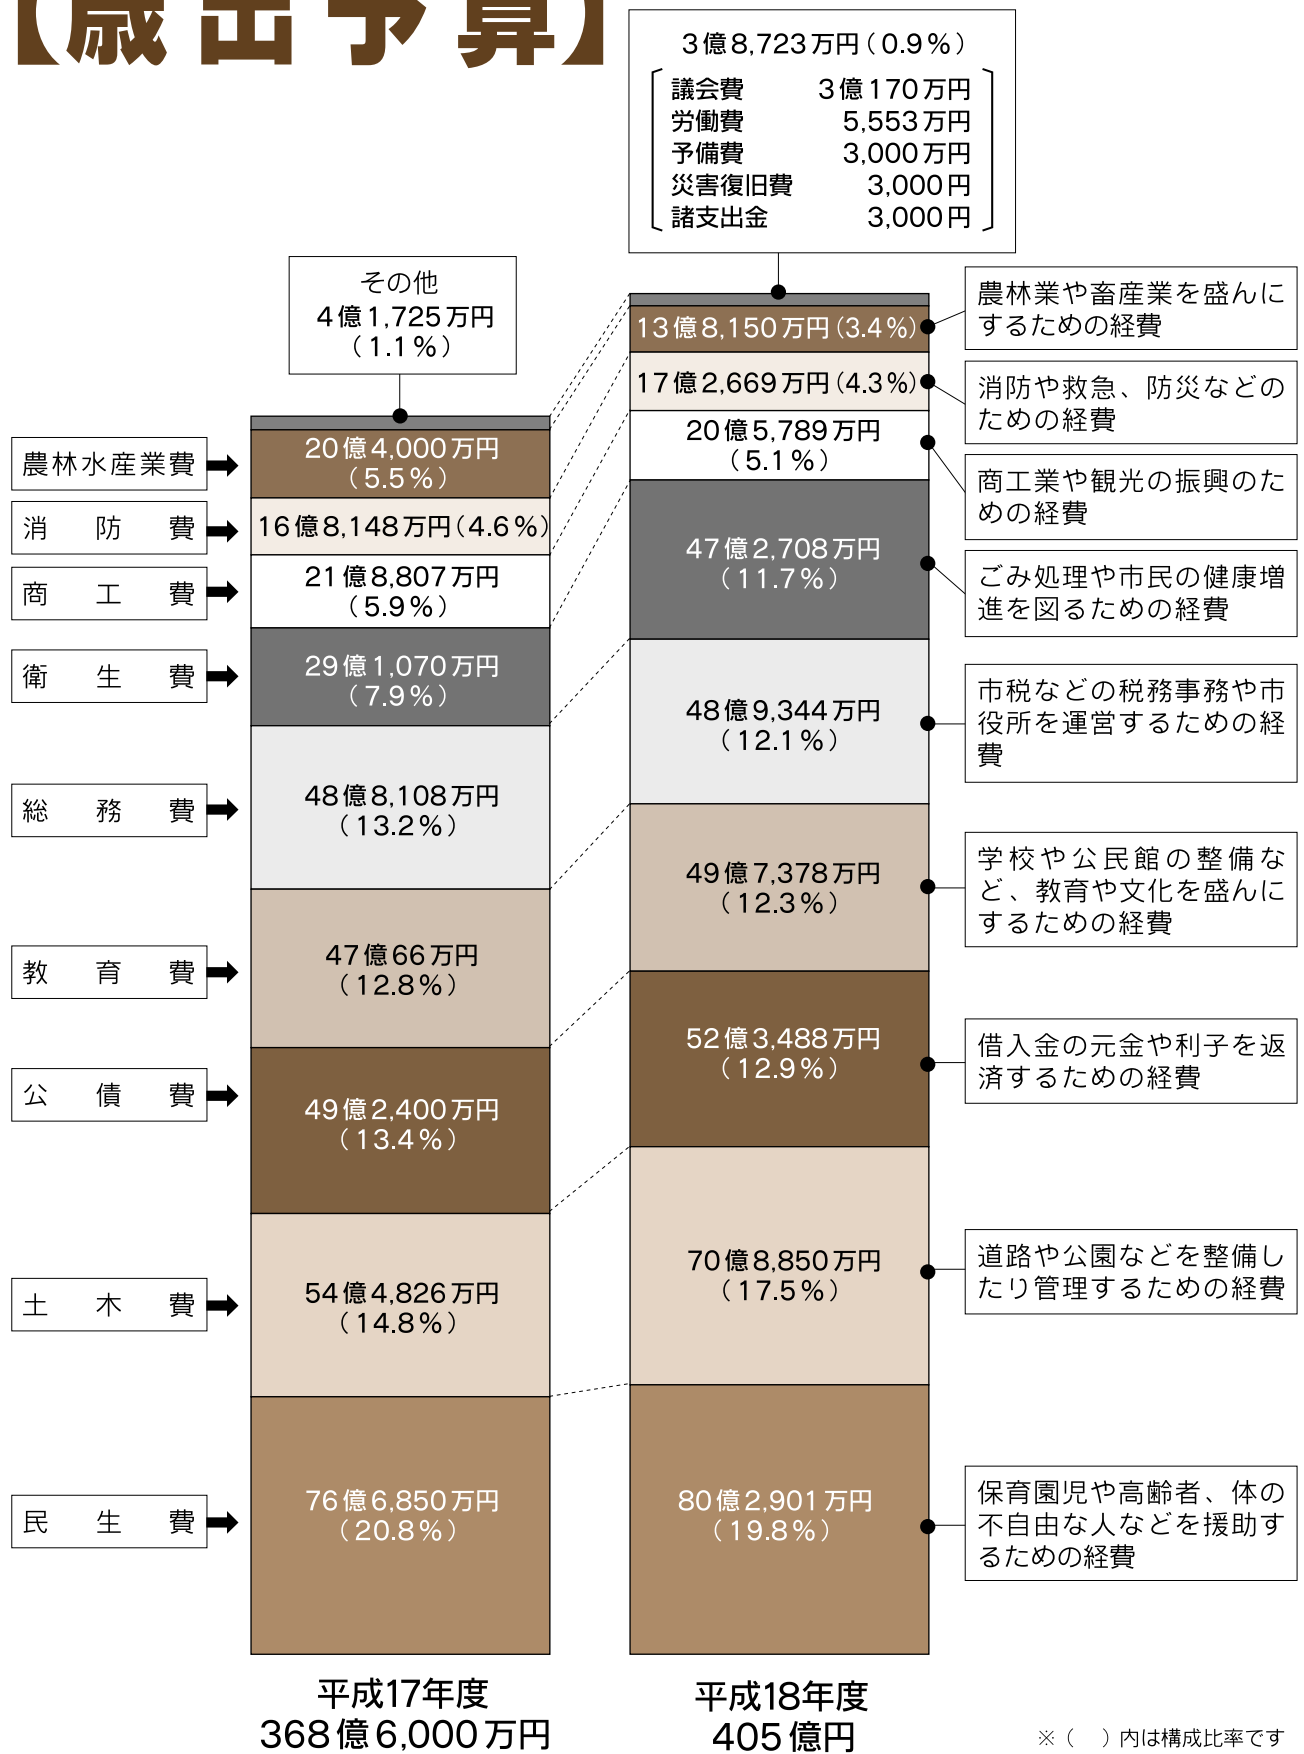 【歳出予算】
3億8,723万円(0.9%)
議会費 3億170万円
労働費 5,553万円
予備費 3,000万円
災害復旧費 3,000円
諸支出金 3,000円
その他
4億1,725万円
(1.1%)
農林水産業費
20億4,000万円
(5.5%)
消防費
16億8,148万円(4.6%)
商工費
21億8,807万円
(5.9%)
衛生費
29億1,070万円
(7.9%)
総務費
48億8,108万円
(13.2%)
教育費
47億66万円
(12.8%)
公債費
49億2,400万円
(13.4%)
土木費
54億4,826万円
(14.8%)
民生費
76億6,850万円
(20.8%)
平成17年度
368億6,000万円
13億8,150万円(3.4%)
農林業や畜産業を盛んに
するための経費
17億2,669万円(4.3%)
消防や救急、防災などの
ための経費
20億5,789万円
(5.1%)
商工業や観光の振興のた
めの経費
47億2,708万円
(11.7%)
ごみ処理や市民の健康増
進を図るための経費
48億9,344万円
(12.1%)
市税などの税務事務や市
役所を運営するための経
費
49億7,378万円
(12.3%)
学校や公民館の整備な
ど、教育や文化を盛んに
するための経費
52億3,488万円
(12.9%)
借入金の元金や利子を返
済するための経費
70億8,850万円
(17.5%)
道路や公園などを整備し
たり管理するための経費
80億2,901万円
(19.8%)
保育園児や高齢者、体の
不自由な人などを援助す
るための経費
平成18年度
405億円
※( )内は構成比率です